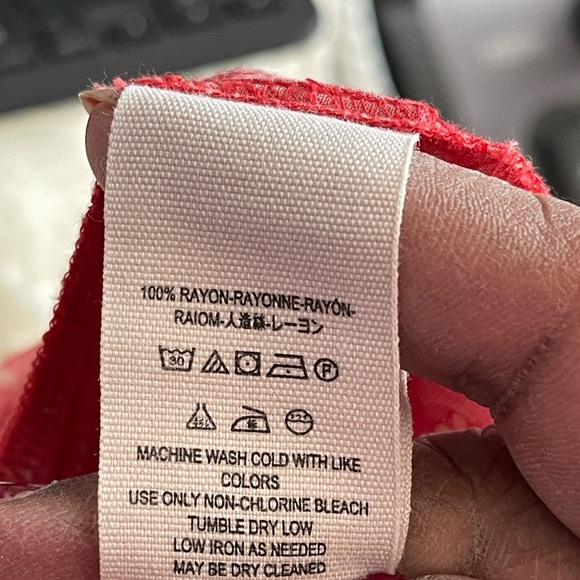 100% RAYON-RAYONNE-RAYÓN-
RAIOM-人造絲-レーヨン
30
P
MACHINE WASH COLD WITH LIKE
COLORS
USE ONLY NON-CHLORINE BLEACH
TUMBLE DRY LOW
LOW IRON AS NEEDED
MAY BE DRY CLEANED